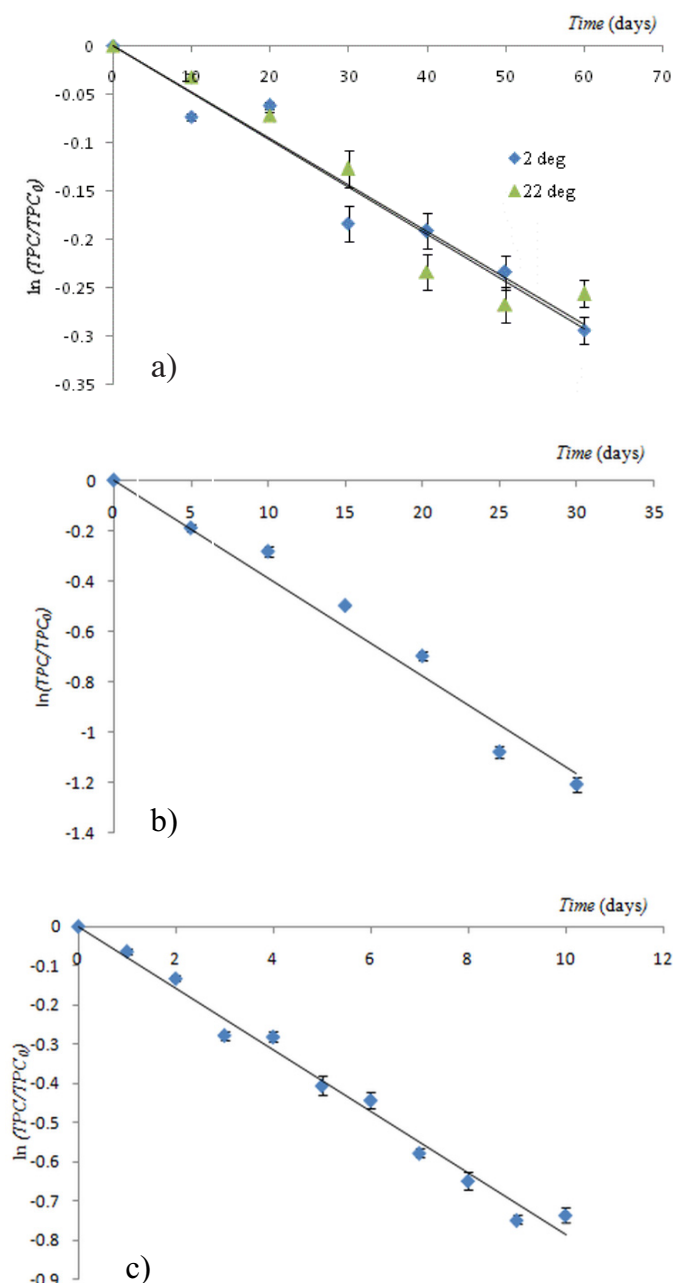 Time (days)
0
0 10 20 30 40 50 60 70
-0.05
-0.1
-0.15
-0.2
-0.25
-0.3
-0.35
ln (TPC/TPC0)
2 deg
22 deg
a)
Time (days)
0
0 5 10 15 20 25 30 35
-0.2
-0.4
-0.6
-0.8
-1
-1.2
-1.4
ln(TPC/TPC0)
b)
Time (days)
0
0 2 4 6 8 10 12
-0.1
-0.2
-0.3
-0.4
-0.5
-0.6
-0.7
-0.8
-0.9
ln (TPC/TPC0)
c)